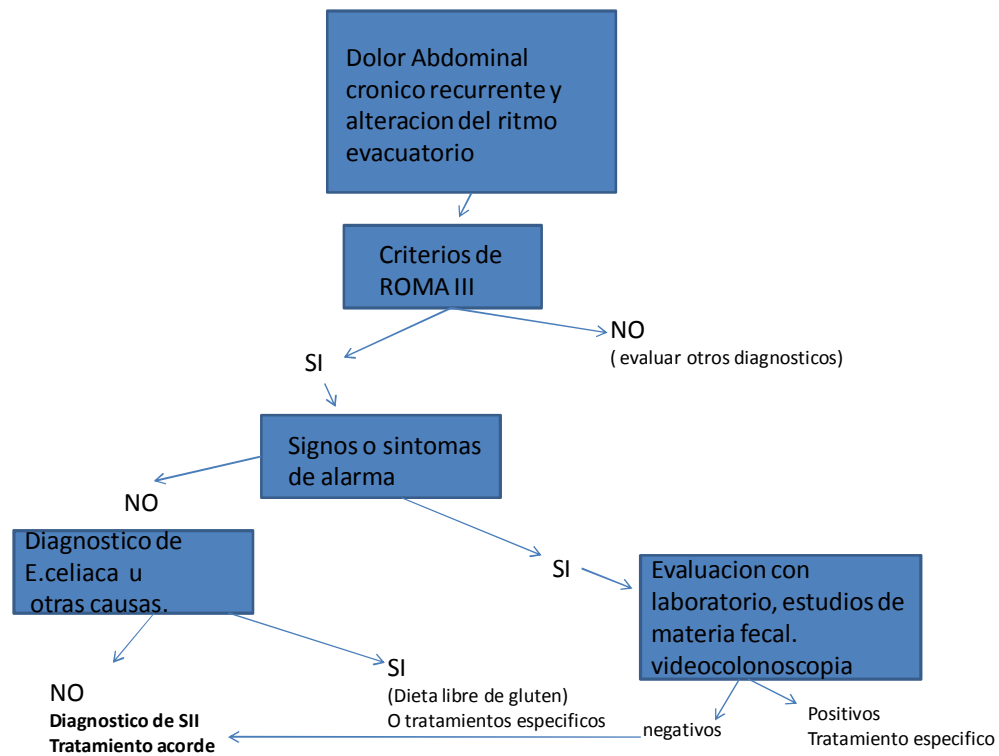 Dolor Abdominal
cronico recurrente y
alteracion del ritmo
evacuatorio
Criterios de
ROMA III
NO
( evaluar otros diagnosticos)
SI
Signos o sintomas
de alarma
NO
Diagnostico de
E.celiaca u
otras causas.
SI
Evaluacion con
laboratorio, estudios de
materia fecal.
videocolonoscopia
NO
Diagnostico de SII
Tratamiento acorde
SI
(Dieta libre de gluten)
O tratamientos especificos
negativos
Positivos
Tratamiento especifico